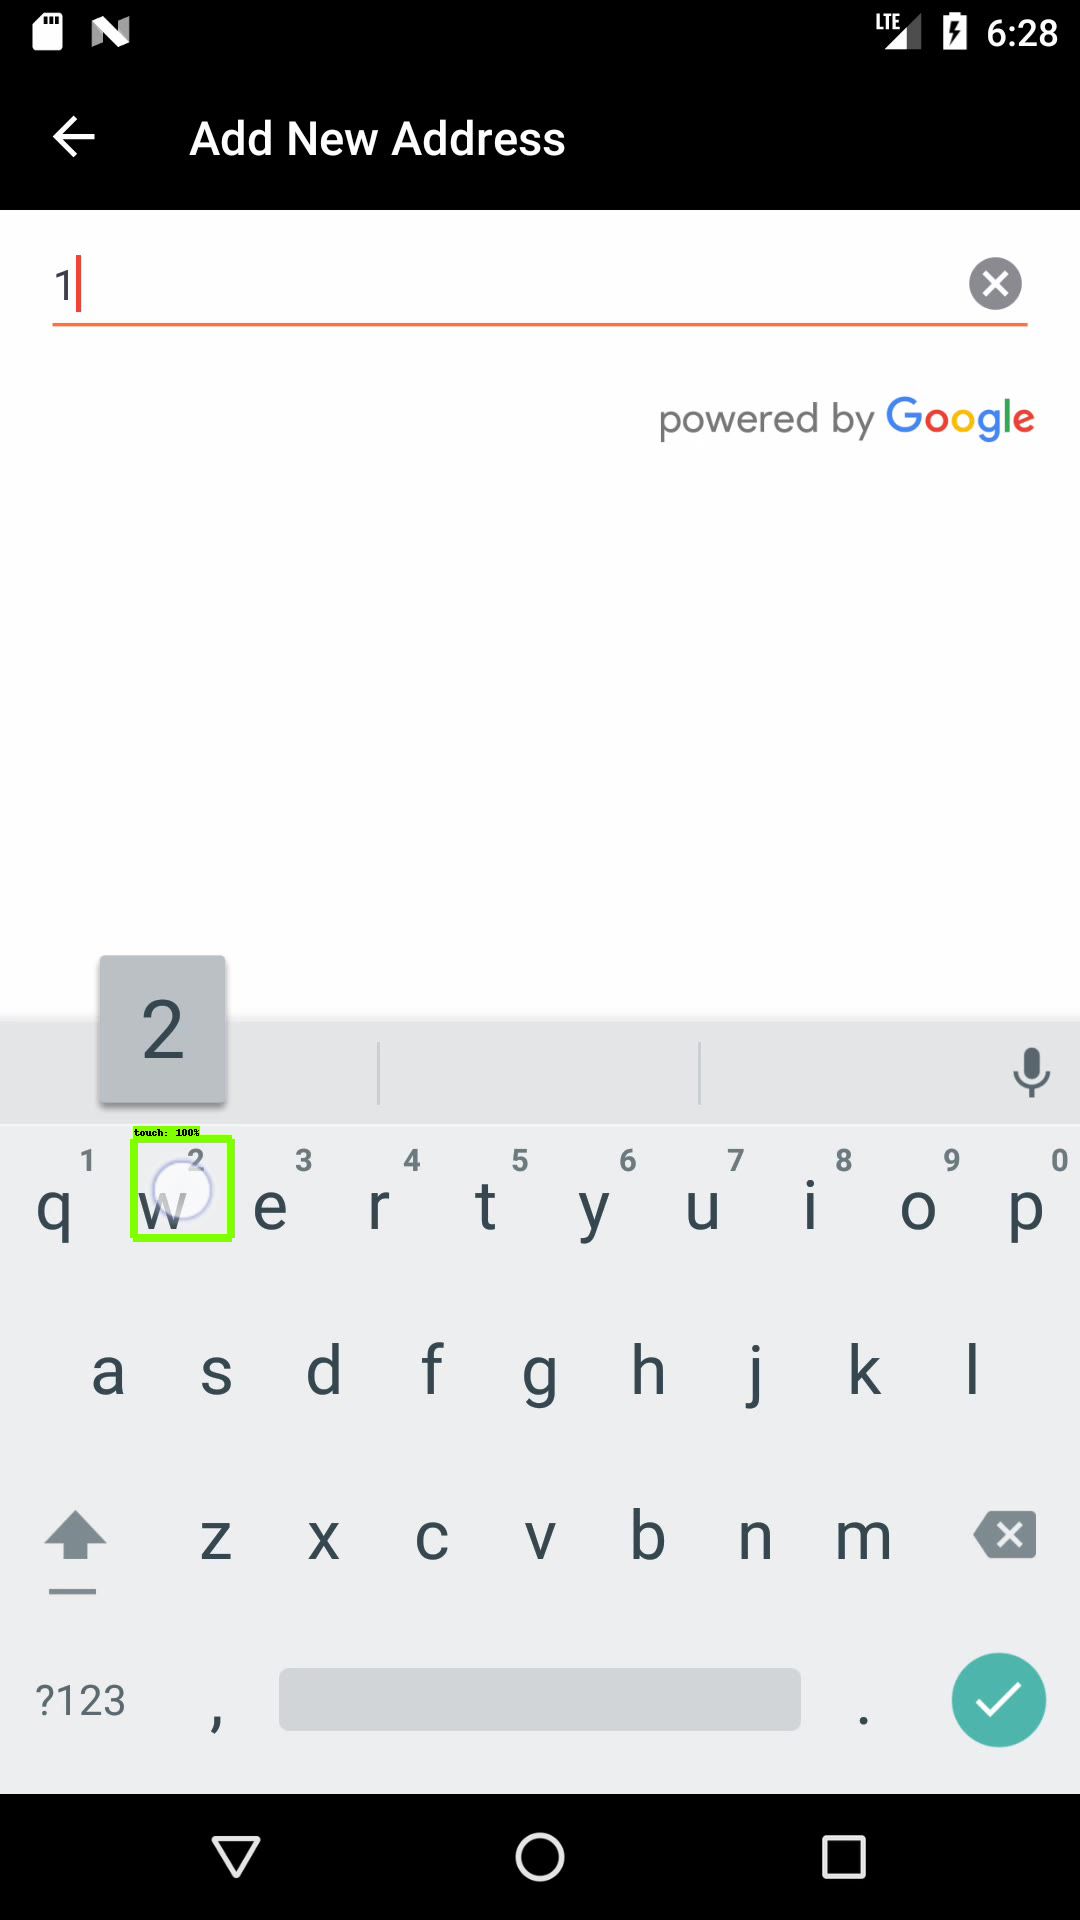 LTE 6:28
Add New Address
1
powered by Google
2
touch: 100%
1 2 3 4 5 6 7 8 9 0
q w e r t y u i o p
a s d f g h j k l
z x c v b n m
?123 , .